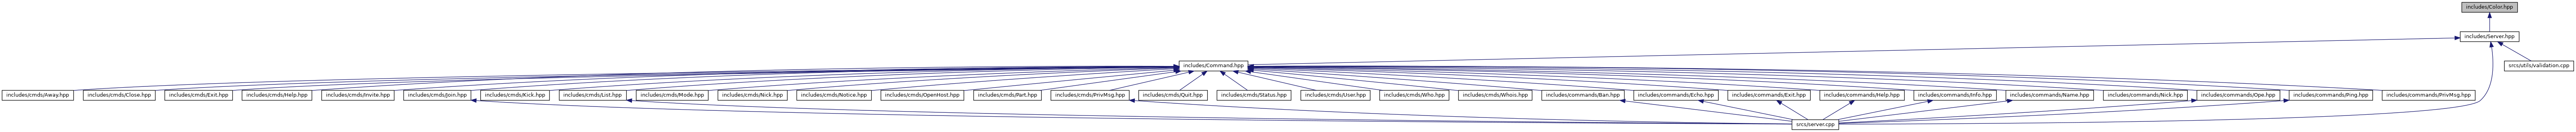 includes/Color.hpp
includes/Server.hpp
includes/Command.hpp
srcs/utils/validation.cpp
includes/cmds/Away.hpp
includes/cmds/Close.hpp
includes/cmds/Exit.hpp
includes/cmds/Help.hpp
includes/cmds/Invite.hpp
includes/cmds/Join.hpp
includes/cmds/Kick.hpp
includes/cmds/List.hpp
includes/cmds/Mode.hpp
includes/cmds/Nick.hpp
includes/cmds/Notice.hpp
includes/cmds/OpenHost.hpp
includes/cmds/Part.hpp
includes/cmds/PrivMsg.hpp
includes/cmds/Quit.hpp
includes/cmds/Status.hpp
includes/cmds/User.hpp
includes/cmds/Who.hpp
includes/cmds/Whois.hpp
includes/commands/Ban.hpp
includes/commands/Echo.hpp
includes/commands/Exit.hpp
includes/commands/Help.hpp
includes/commands/Info.hpp
includes/commands/Name.hpp
includes/commands/Nick.hpp
includes/commands/Ope.hpp
includes/commands/Ping.hpp
includes/commands/PrivMsg.hpp
srcs/server.cpp